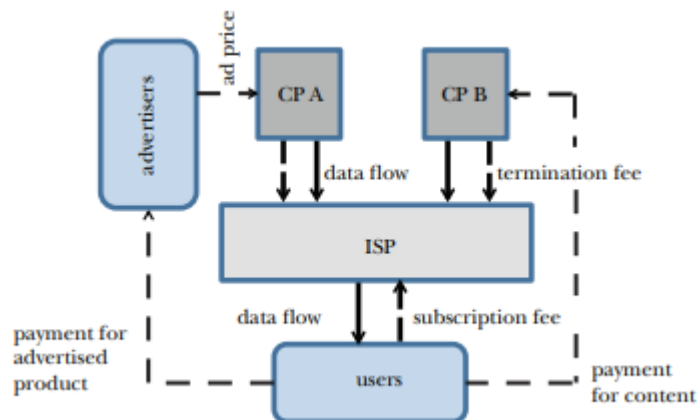 ad price
advertisers
CP A
CP B
data flow
termination fee
ISP
data flow
subscription fee
payment for
advertised
product
users
payment
for content